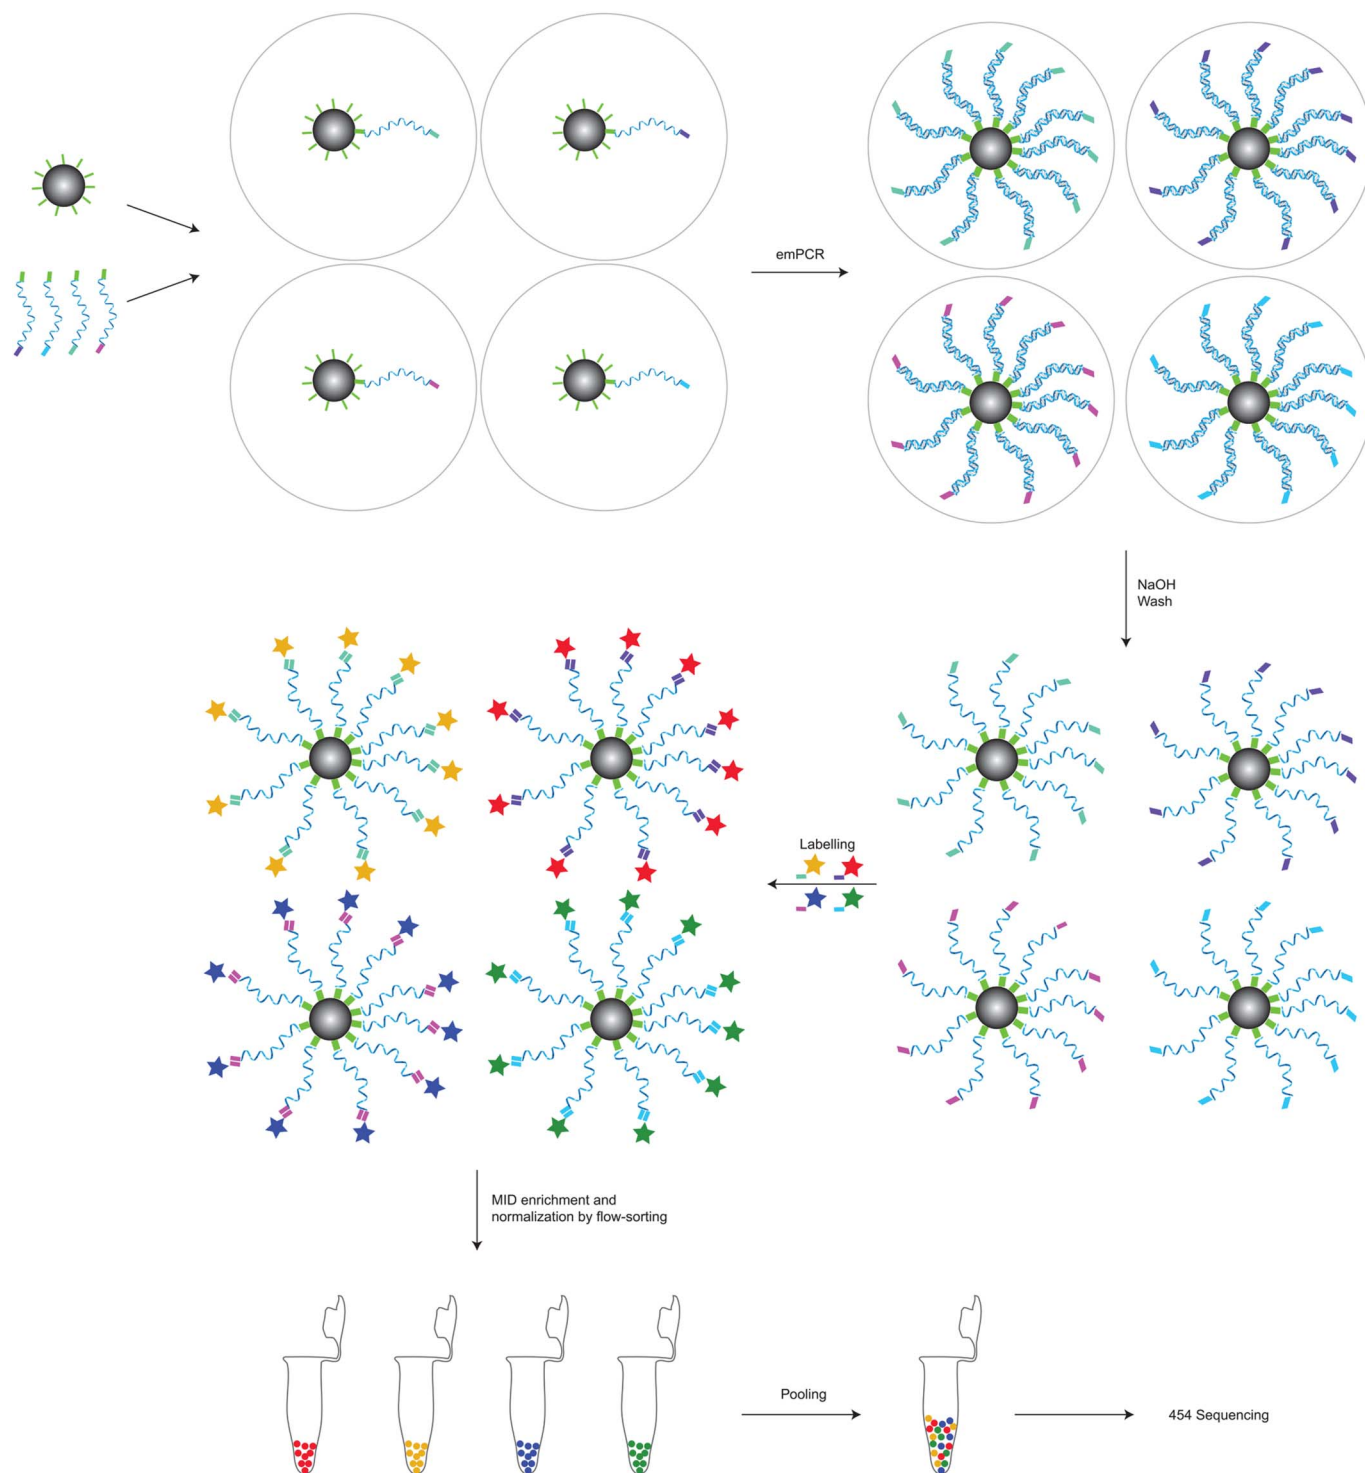 emPCR
NaOH
Wash
Labelling
MID enrichment and
normalization by flow-sorting
Pooling
454 Sequencing